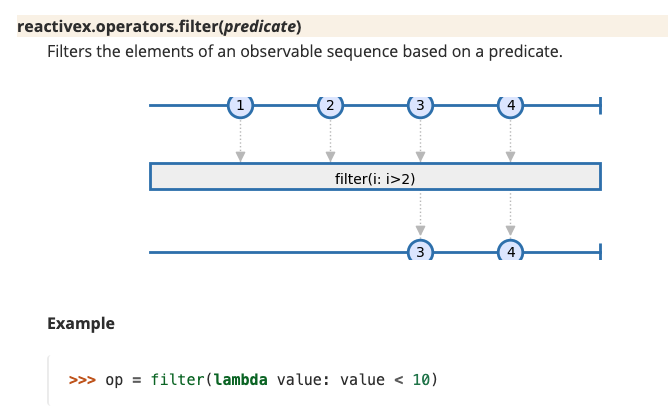 reactivex.operators.filter(predicate)
Filters the elements of an observable sequence based on a predicate.
1 2 3 4
filter(i: i>2)
3 4
Example
>>> op = filter(lambda value: value < 10)